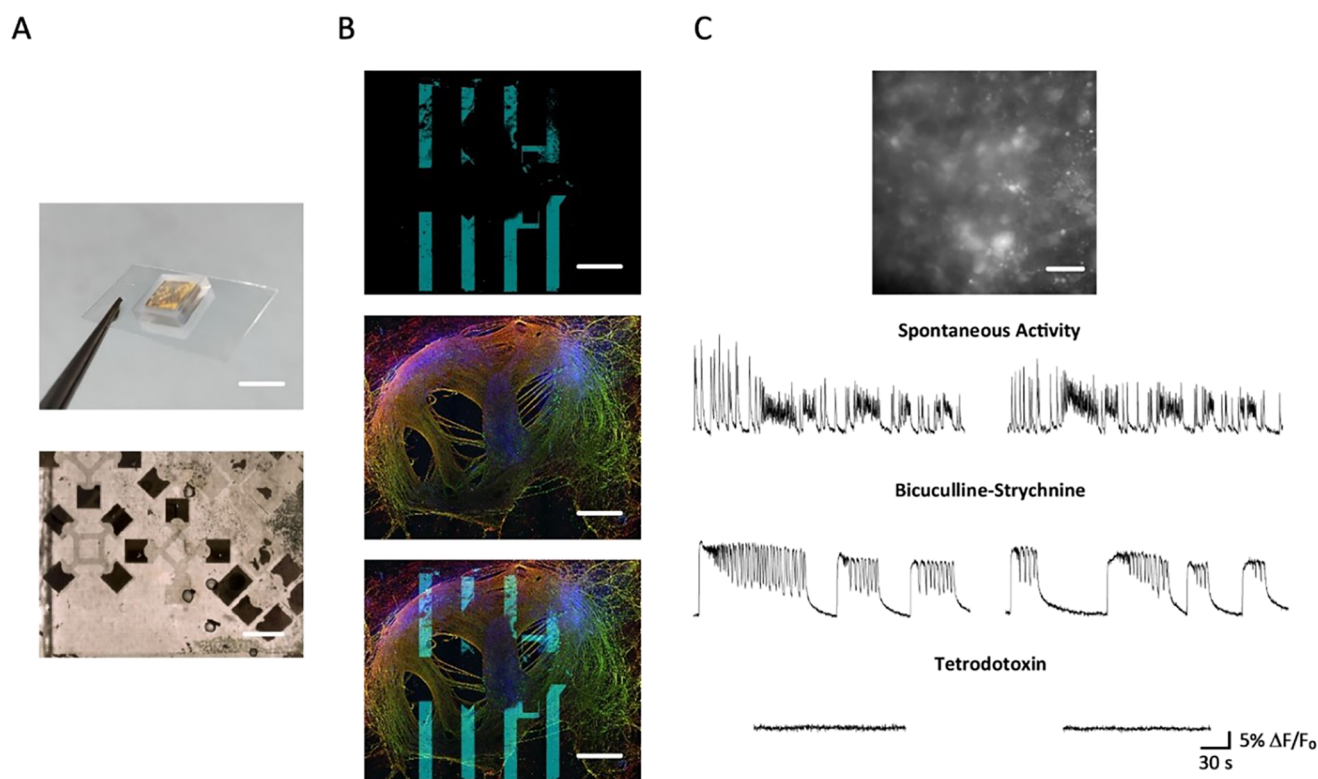 A
B
C
Spontaneous Activity
Bicuculline-Strychnine
Tetrodotoxin
5% ΔF/F₀
30 s